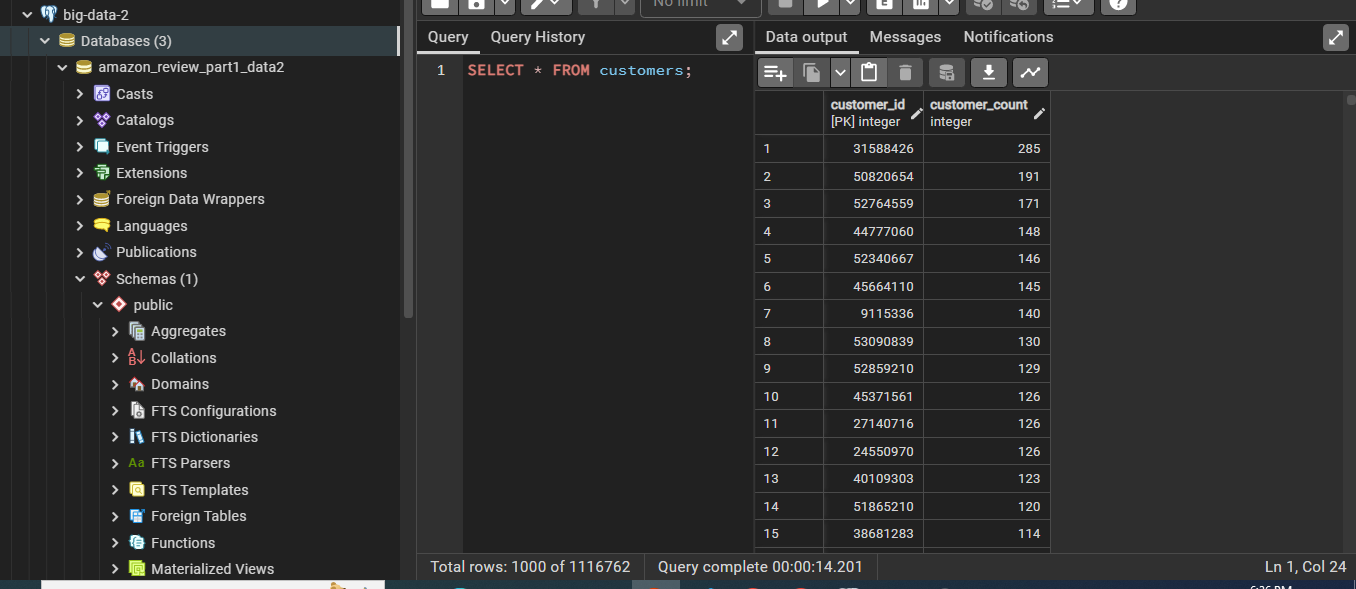 big-data-2
Databases (3)
amazon_review_part1_data2
Casts
Catalogs
Event Triggers
Extensions
Foreign Data Wrappers
Languages
Publications
Schemas (1)
public
Aggregates
Collations
Domains
FTS Configurations
FTS Dictionaries
Aa FTS Parsers
FTS Templates
Foreign Tables
Functions
Materialized Views
No limit
Query Query History
1 SELECT * FROM customers;
Data output Messages Notifications
customer_id customer_count
[PK] integer integer
1 31588426 285
2 50820654 191
3 52764559 171
4 44777060 148
5 52340667 146
6 45664110 145
7 9115336 140
8 53090839 130
9 52859210 129
10 45371561 126
11 27140716 126
12 24550970 126
13 40109303 123
14 51865210 120
15 38681283 114
Total rows: 1000 of 1116762 Query complete 00:00:14.201 Ln 1, Col 24